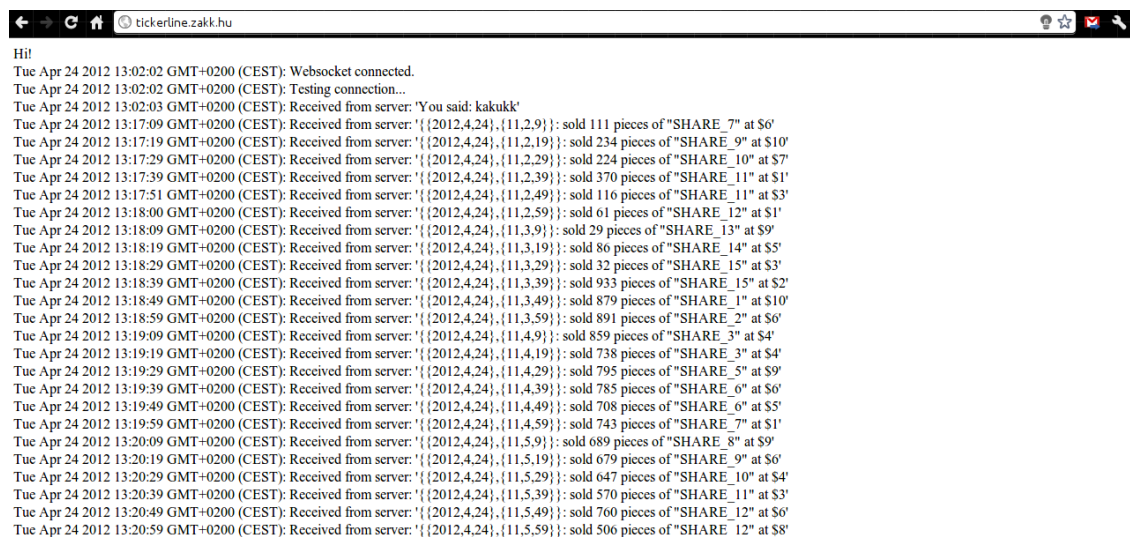 tickerline.zakk.hu
Hi!
Tue Apr 24 2012 13:02:02 GMT+0200 (CEST): Websocket connected.
Tue Apr 24 2012 13:02:02 GMT+0200 (CEST): Testing connection...
Tue Apr 24 2012 13:02:03 GMT+0200 (CEST): Received from server: 'You said: kakukk'
Tue Apr 24 2012 13:17:09 GMT+0200 (CEST): Received from server: '{{2012,4,24},{11,2,9}}: sold 111 pieces of "SHARE_7" at $6'
Tue Apr 24 2012 13:17:19 GMT+0200 (CEST): Received from server: '{{2012,4,24},{11,2,19}}: sold 234 pieces of "SHARE_9" at $10'
Tue Apr 24 2012 13:17:29 GMT+0200 (CEST): Received from server: '{{2012,4,24},{11,2,29}}: sold 224 pieces of "SHARE_10" at $7'
Tue Apr 24 2012 13:17:39 GMT+0200 (CEST): Received from server: '{{2012,4,24},{11,2,39}}: sold 370 pieces of "SHARE_11" at $1'
Tue Apr 24 2012 13:17:51 GMT+0200 (CEST): Received from server: '{{2012,4,24},{11,2,49}}: sold 116 pieces of "SHARE_11" at $3'
Tue Apr 24 2012 13:18:00 GMT+0200 (CEST): Received from server: '{{2012,4,24},{11,2,59}}: sold 61 pieces of "SHARE_12" at $1'
Tue Apr 24 2012 13:18:09 GMT+0200 (CEST): Received from server: '{{2012,4,24},{11,3,9}}: sold 29 pieces of "SHARE_13" at $9'
Tue Apr 24 2012 13:18:19 GMT+0200 (CEST): Received from server: '{{2012,4,24},{11,3,19}}: sold 86 pieces of "SHARE_14" at $5'
Tue Apr 24 2012 13:18:29 GMT+0200 (CEST): Received from server: '{{2012,4,24},{11,3,29}}: sold 32 pieces of "SHARE_15" at $3'
Tue Apr 24 2012 13:18:39 GMT+0200 (CEST): Received from server: '{{2012,4,24},{11,3,39}}: sold 933 pieces of "SHARE_15" at $2'
Tue Apr 24 2012 13:18:49 GMT+0200 (CEST): Received from server: '{{2012,4,24},{11,3,49}}: sold 879 pieces of "SHARE_1" at $10'
Tue Apr 24 2012 13:18:59 GMT+0200 (CEST): Received from server: '{{2012,4,24},{11,3,59}}: sold 891 pieces of "SHARE_2" at $6'
Tue Apr 24 2012 13:19:09 GMT+0200 (CEST): Received from server: '{{2012,4,24},{11,4,9}}: sold 859 pieces of "SHARE_3" at $4'
Tue Apr 24 2012 13:19:19 GMT+0200 (CEST): Received from server: '{{2012,4,24},{11,4,19}}: sold 738 pieces of "SHARE_3" at $4'
Tue Apr 24 2012 13:19:29 GMT+0200 (CEST): Received from server: '{{2012,4,24},{11,4,29}}: sold 795 pieces of "SHARE_5" at $9'
Tue Apr 24 2012 13:19:39 GMT+0200 (CEST): Received from server: '{{2012,4,24},{11,4,39}}: sold 785 pieces of "SHARE_6" at $6'
Tue Apr 24 2012 13:19:49 GMT+0200 (CEST): Received from server: '{{2012,4,24},{11,4,49}}: sold 708 pieces of "SHARE_6" at $5'
Tue Apr 24 2012 13:19:59 GMT+0200 (CEST): Received from server: '{{2012,4,24},{11,4,59}}: sold 743 pieces of "SHARE_7" at $1'
Tue Apr 24 2012 13:20:09 GMT+0200 (CEST): Received from server: '{{2012,4,24},{11,5,9}}: sold 689 pieces of "SHARE_8" at $9'
Tue Apr 24 2012 13:20:19 GMT+0200 (CEST): Received from server: '{{2012,4,24},{11,5,19}}: sold 679 pieces of "SHARE_9" at $6'
Tue Apr 24 2012 13:20:29 GMT+0200 (CEST): Received from server: '{{2012,4,24},{11,5,29}}: sold 647 pieces of "SHARE_10" at $4'
Tue Apr 24 2012 13:20:39 GMT+0200 (CEST): Received from server: '{{2012,4,24},{11,5,39}}: sold 570 pieces of "SHARE_11" at $3'
Tue Apr 24 2012 13:20:49 GMT+0200 (CEST): Received from server: '{{2012,4,24},{11,5,49}}: sold 760 pieces of "SHARE_12" at $6'
Tue Apr 24 2012 13:20:59 GMT+0200 (CEST): Received from server: '{{2012,4,24},{11,5,59}}: sold 506 pieces of "SHARE_12" at $8'